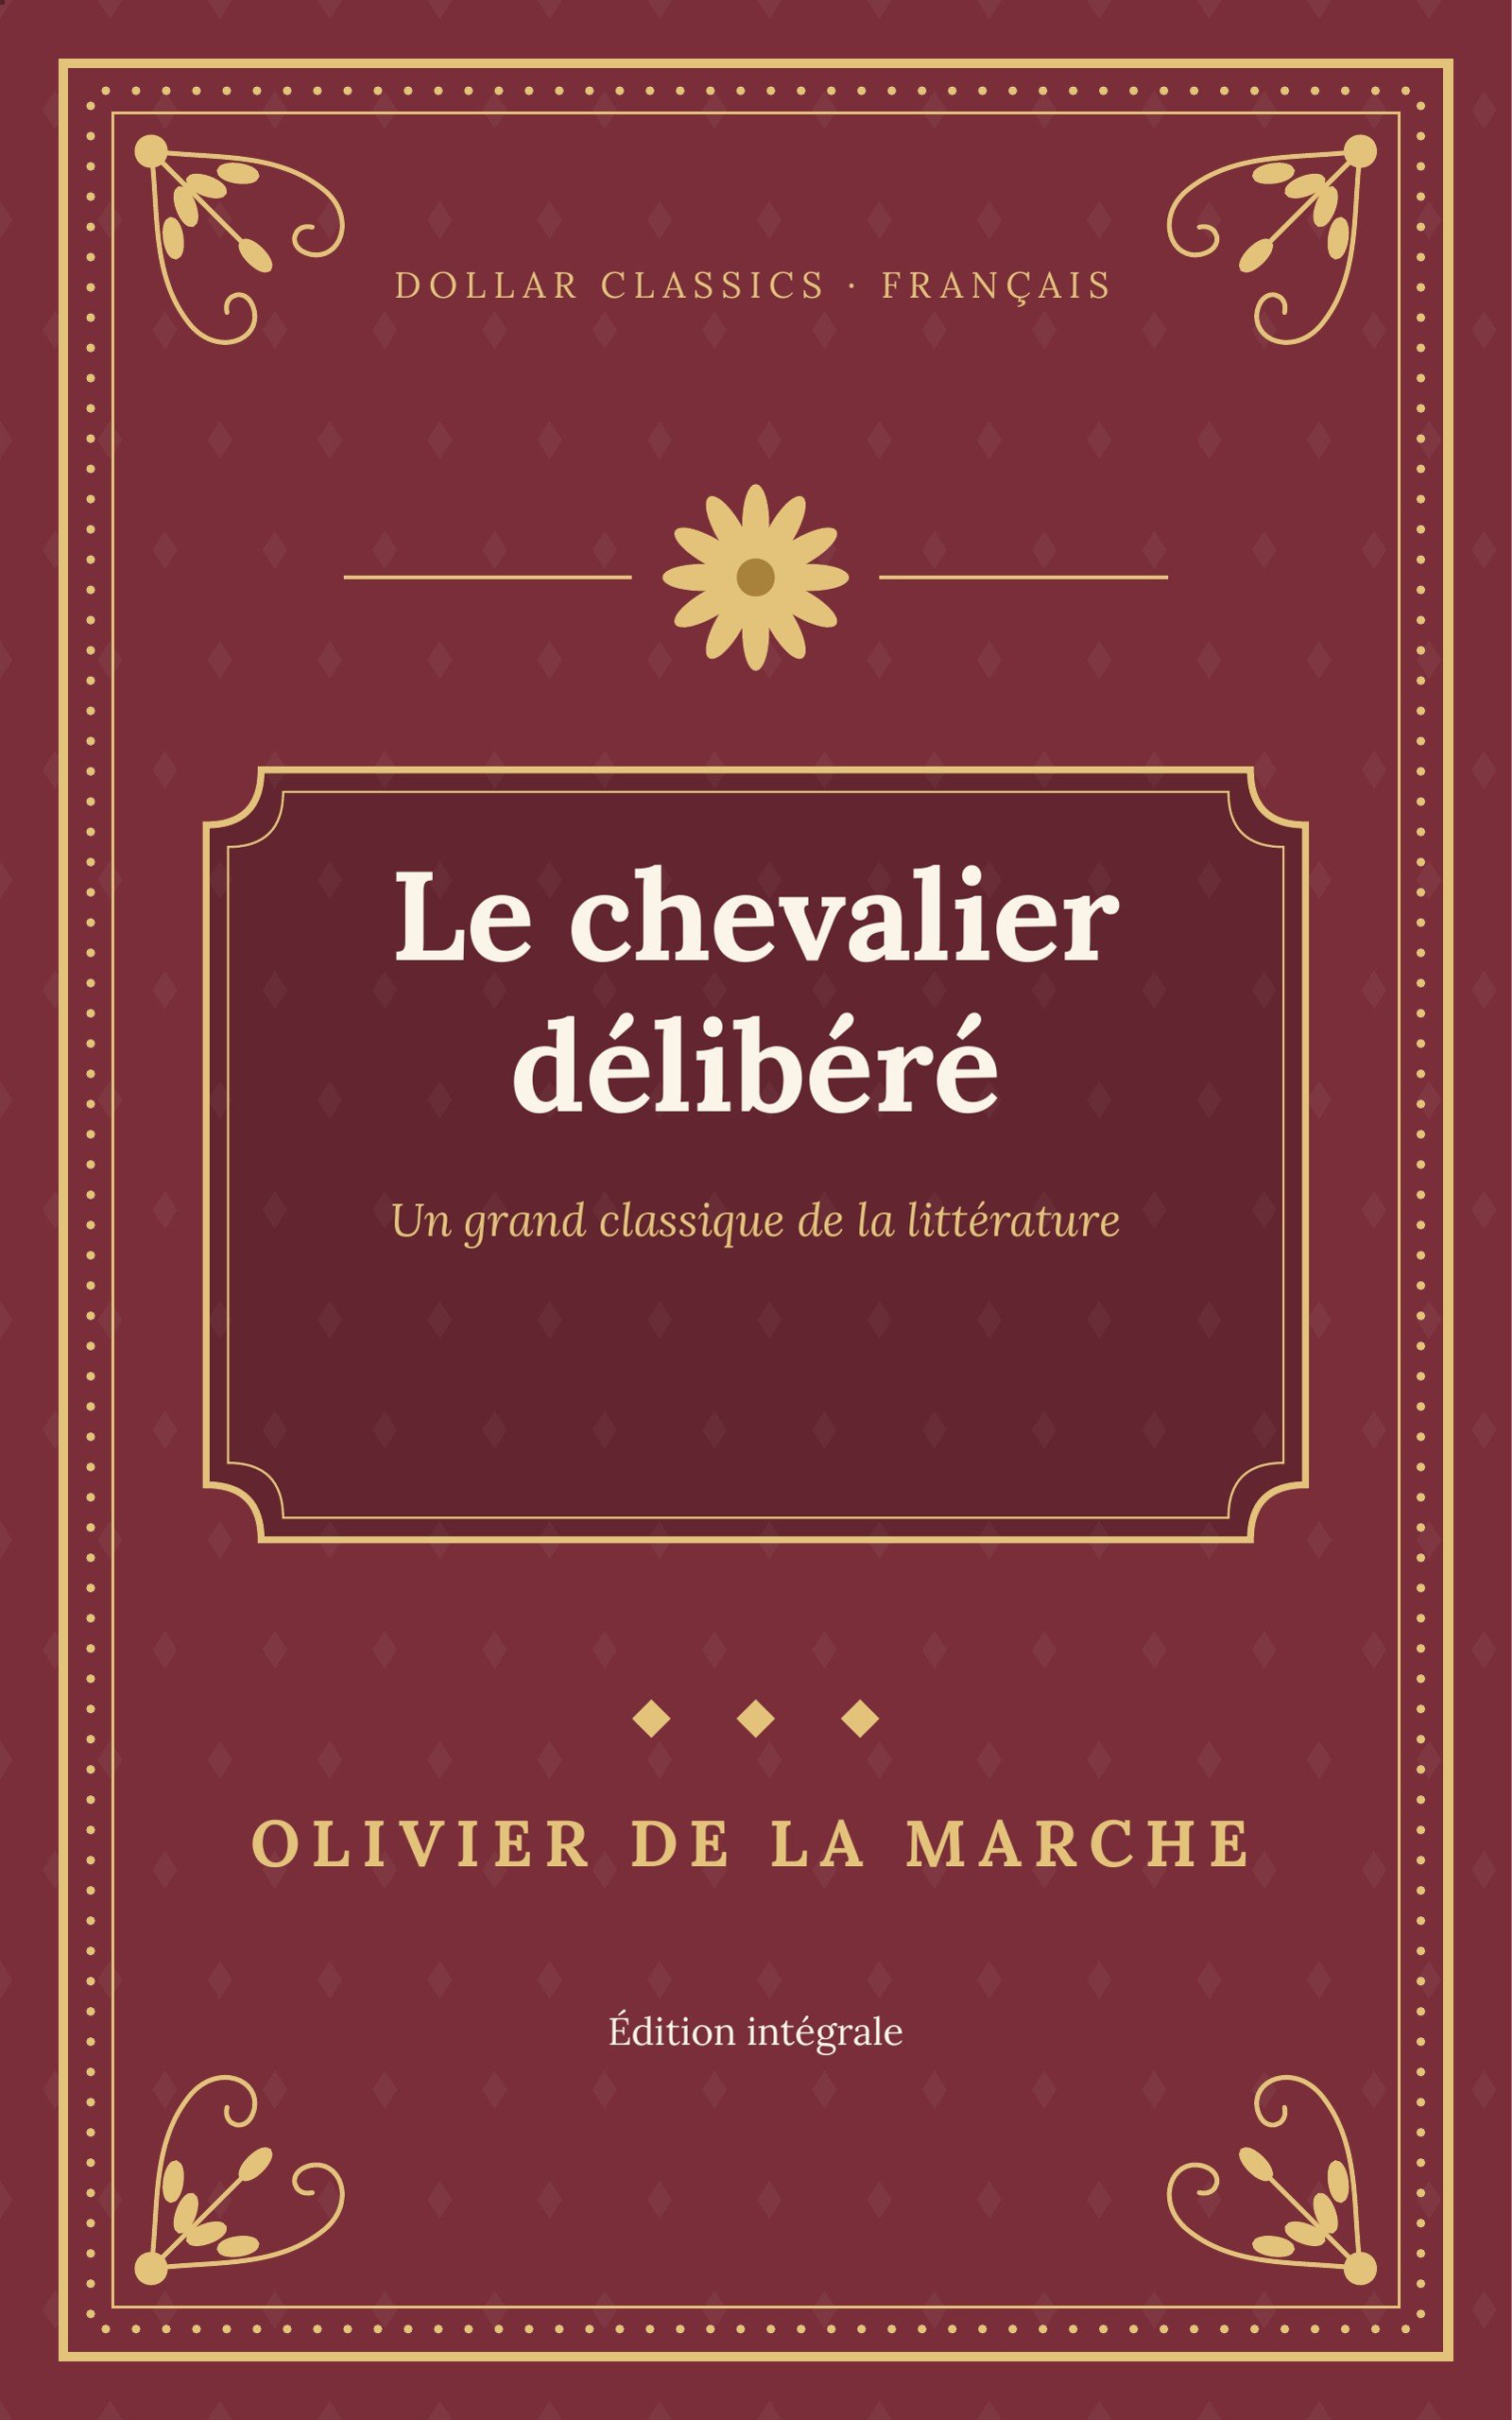 DOLLAR CLASSICS · FRANÇAIS
Le chevalier
délibéré
Un grand classique de la littérature
OLIVIER DE LA MARCHE
Édition intégrale